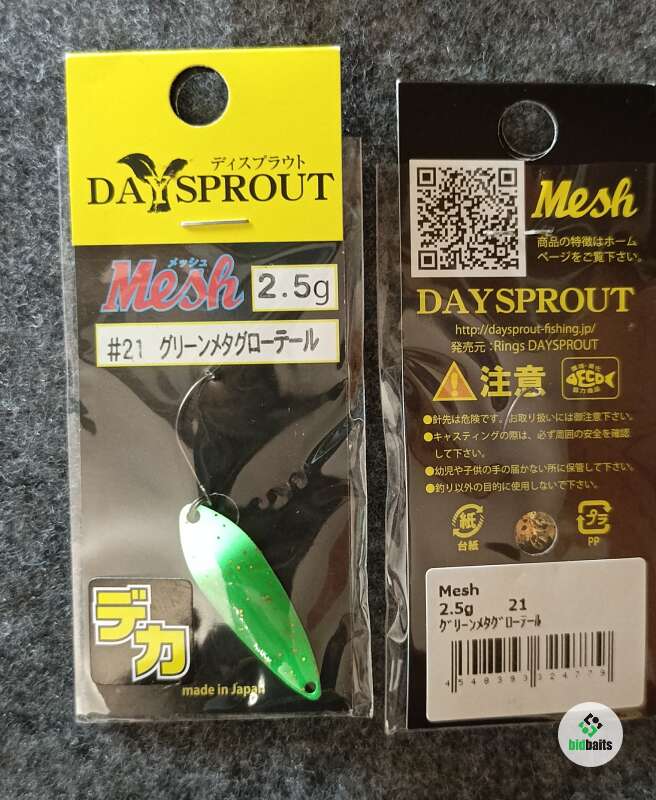 ディスプラウト
DAYSPROUT
メッシュ
Mesh 2.5g
#21 グリーンメタグローテール
デカ
made in Japan
Mesh
商品の特徴はホーム
ページをご覧下さい。
DAYSPROUT
http://daysprout-fishing.jp/
発売元：Rings DAYSPROUT
注意
ECO
●針先は危険です。お取り扱いには御注意下さい。
●キャスティングの際は、必ず周囲の安全を確認
して下さい。
●幼児や子供の手の届かない所に保管して下さい。
●釣り以外の目的に使用しないで下さい。
紙
台紙
プラ
PP
Mesh
2.5g 21
グリーンメタグローテール
4 548393 324779
bidbaits